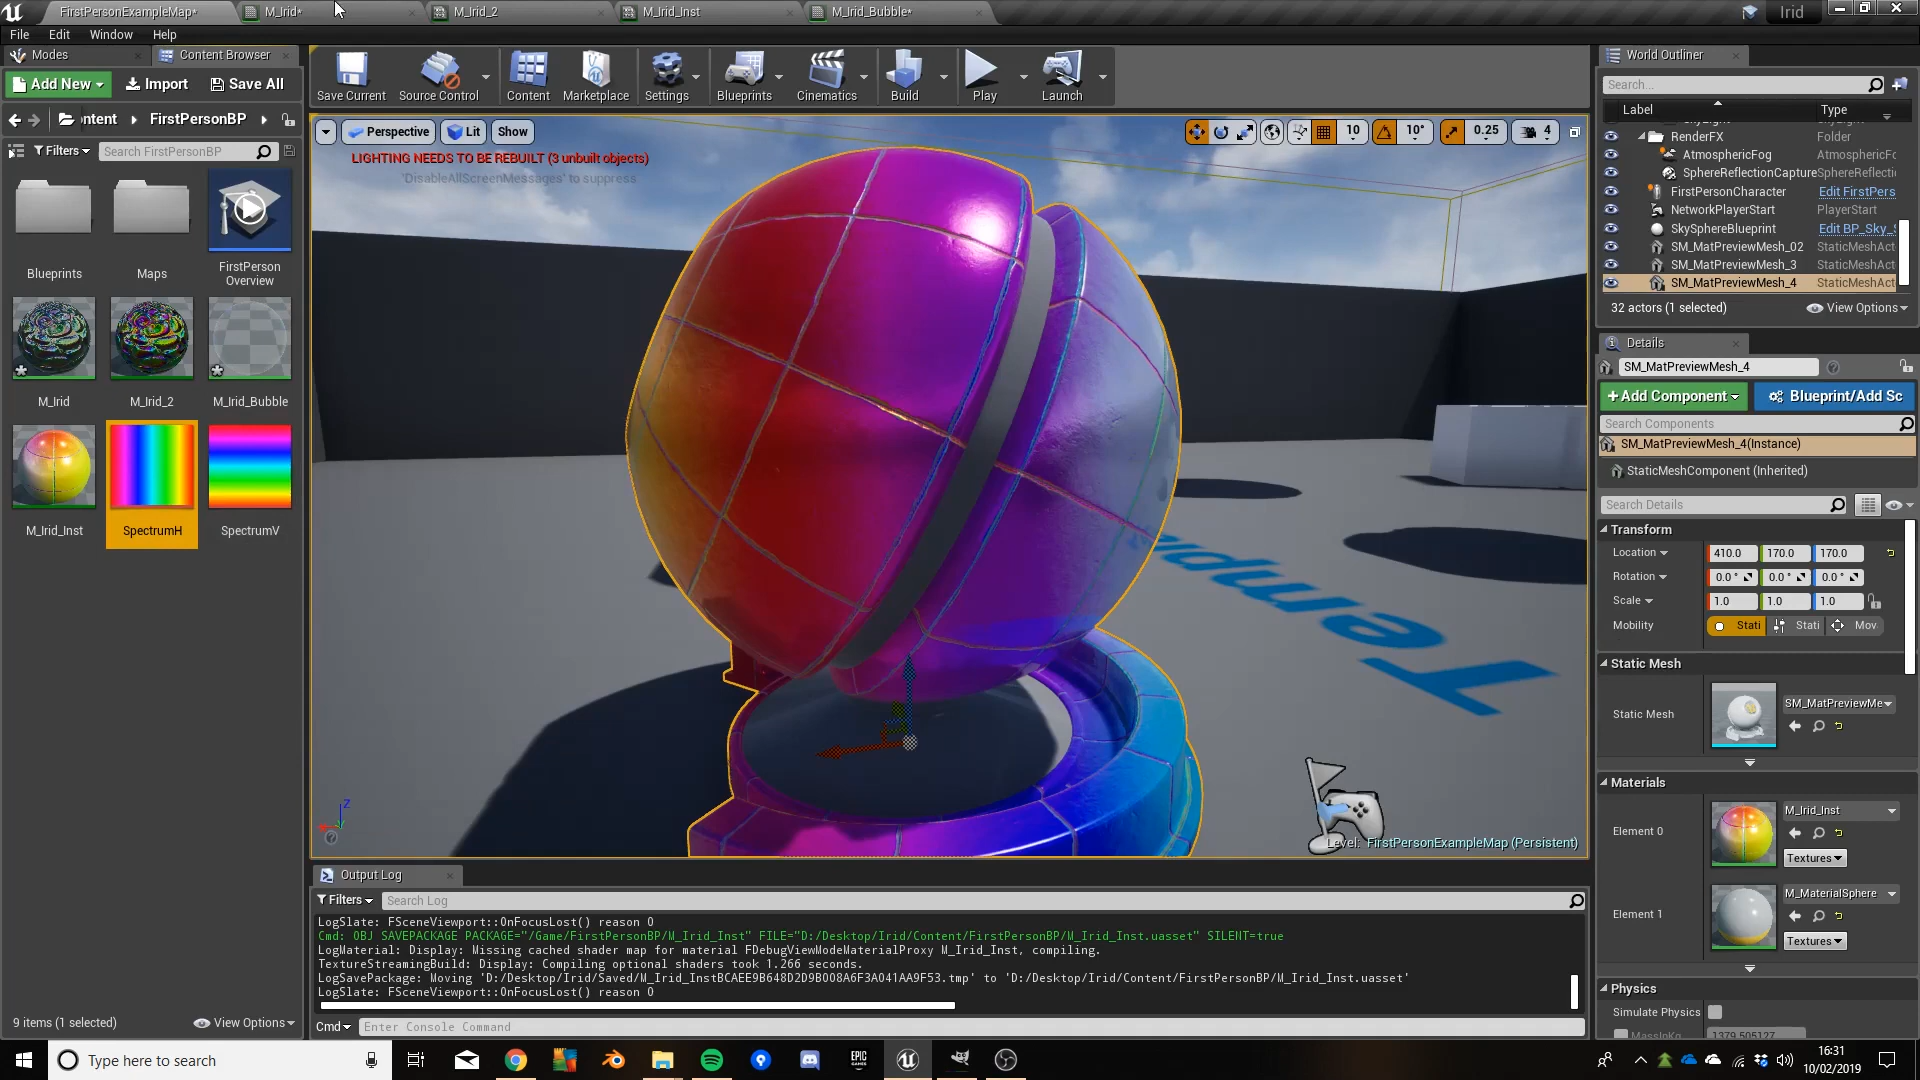 FirstPersonExampleMap*
M_Irid*
M_Irid_2
M_Irid_Inst
M_Irid_Bubble*
Irid
File Edit Window Help
Modes
Content Browser
Add New
Import
Save All
ontent
FirstPersonBP
Filters
Search FirstPersonBP
Blueprints
Maps
FirstPerson
Overview
M_Irid
M_Irid_2
M_Irid_Bubble
M_Irid_Inst
SpectrumH
SpectrumV
9 items (1 selected)
View Options
Save Current
Source Control
Content
Marketplace
Settings
Blueprints
Cinematics
Build
Play
Launch
Perspective
Lit
Show
10
10°
0.25
4
LIGHTING NEEDS TO BE REBUILT (3 unbuilt objects)
'DisableAllScreenMessages' to suppress
Templ
Z
Level: FirstPersonExampleMap (Persistent)
Output Log
Filters
Search Log
LogSlate: FSceneViewport::OnFocusLost() reason 0
Cmd: OBJ SAVEPACKAGE PACKAGE="/Game/FirstPersonBP/M_Irid_Inst" FILE="D:/Desktop/Irid/Content/FirstPersonBP/M_Irid_Inst.uasset" SILENT=true
LogMaterial: Display: Missing cached shader map for material FDebugViewModeMaterialProxy M_Irid_Inst, compiling.
TextureStreamingBuild: Display: Compiling optional shaders took 1.266 seconds.
LogSavePackage: Moving 'D:/Desktop/Irid/Saved/M_Irid_InstBCAEE9B648D2D9B008A6F3A041AA9F53.tmp' to 'D:/Desktop/Irid/Content/FirstPersonBP/M_Irid_Inst.uasset'
LogSlate: FSceneViewport::OnFocusLost() reason 0
Cmd
Enter Console Command
World Outliner
Search...
Label
Type
RenderFX
Folder
AtmosphericFog
AtmosphericFo
SphereReflectionCapture
SphereReflecti
FirstPersonCharacter
Edit FirstPers
NetworkPlayerStart
PlayerStart
SkySphereBlueprint
Edit BP_Sky_S
SM_MatPreviewMesh_02
StaticMeshAct
SM_MatPreviewMesh_3
StaticMeshAct
SM_MatPreviewMesh_4
StaticMeshAct
32 actors (1 selected)
View Options
Details
SM_MatPreviewMesh_4
+Add Component
Blueprint/Add Sc
Search Components
SM_MatPreviewMesh_4(Instance)
StaticMeshComponent (Inherited)
Search Details
Transform
Location
410.0
170.0
170.0
Rotation
0.0 °
0.0 °
0.0 °
Scale
1.0
1.0
1.0
Mobility
Stati
Stati
Mov
Static Mesh
Static Mesh
SM_MatPreviewMe
Materials
Element 0
M_Irid_Inst
Textures
Element 1
M_MaterialSphere
Textures
Physics
Simulate Physics
MassInKg
1379.505127
Type here to search
EPIC
GAMES
16:31
10/02/2019